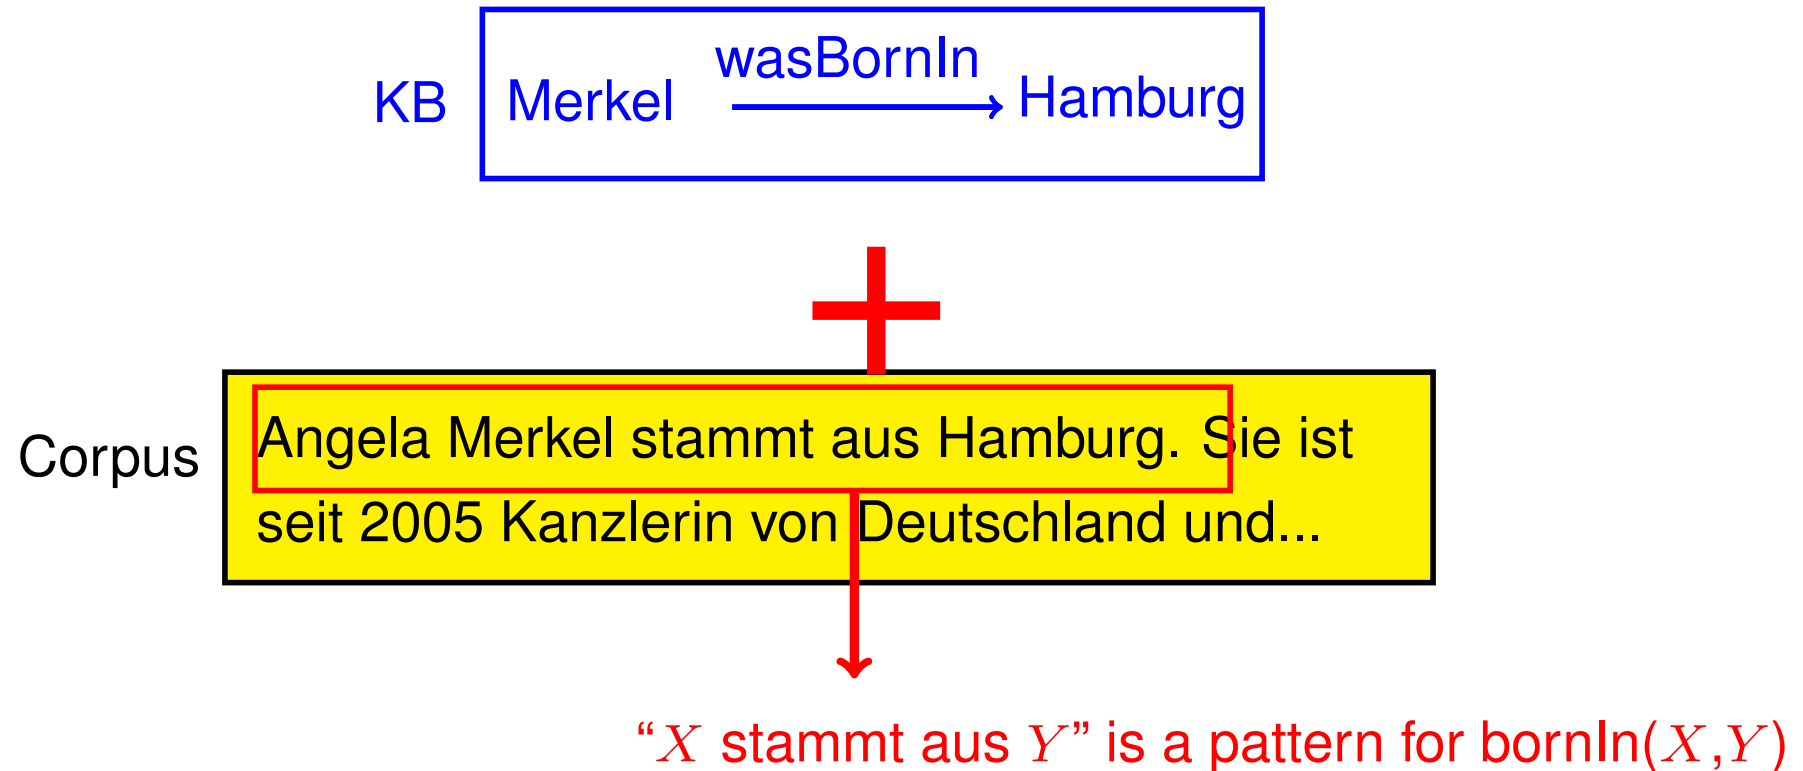 wasBornIn
KB Merkel Hamburg
Corpus
Angela Merkel stammt aus Hamburg. Sie ist
seit 2005 Kanzlerin von Deutschland und...
“X stammt aus Y” is a pattern for bornIn(X,Y)